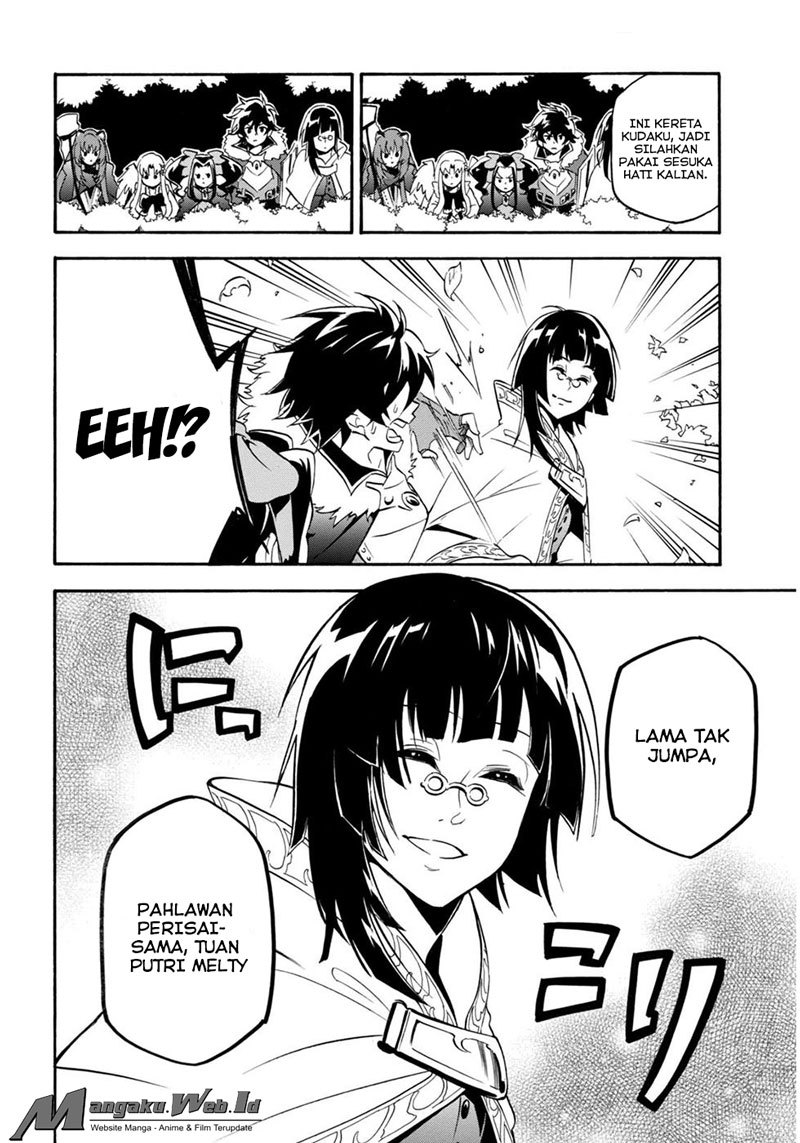 INI KERETA
KUDAKU, JADI
SILAHKAN
PAKAI SESUKA
HATI KALIAN.
EEH!?
ニッ
コリ
LAMA TAK
JUMPA,
PAHLAWAN
PERISAI-
SAMA, TUAN
PUTRI MELTY
Mangaku.Web.Id
Website Manga - Anime & Film Terupdate